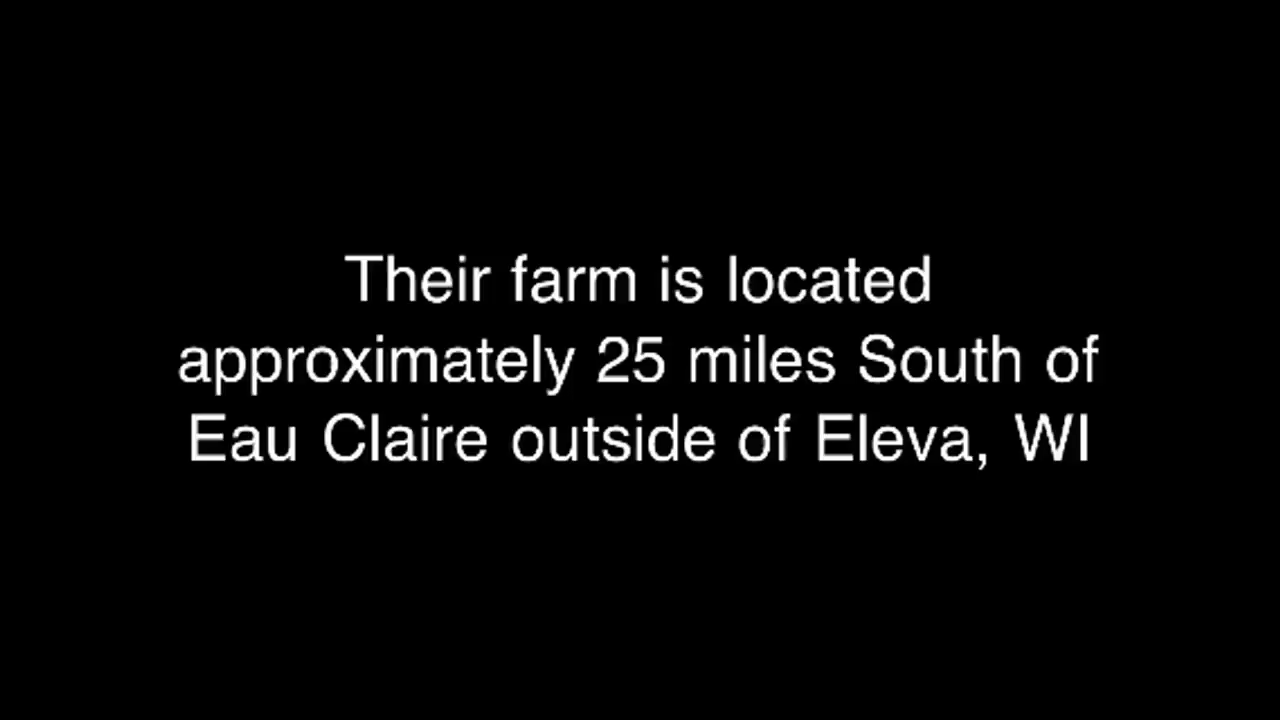 Their farm is located
approximately 25 miles South of
Eau Claire outside of Eleva, WI